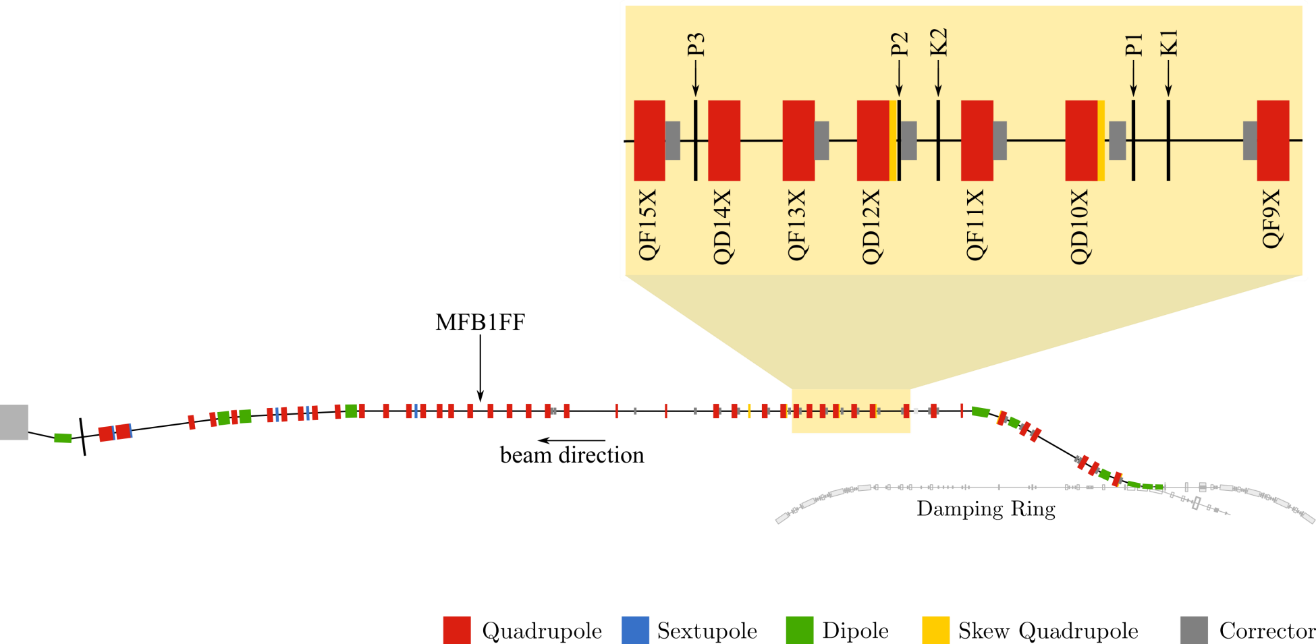 P3
P2
K2
P1
K1
QF15X
QD14X
QF13X
QD12X
QF11X
QD10X
QF9X
MFB1FF
beam direction
Damping Ring
Quadrupole
Sextupole
Dipole
Skew Quadrupole
Corrector